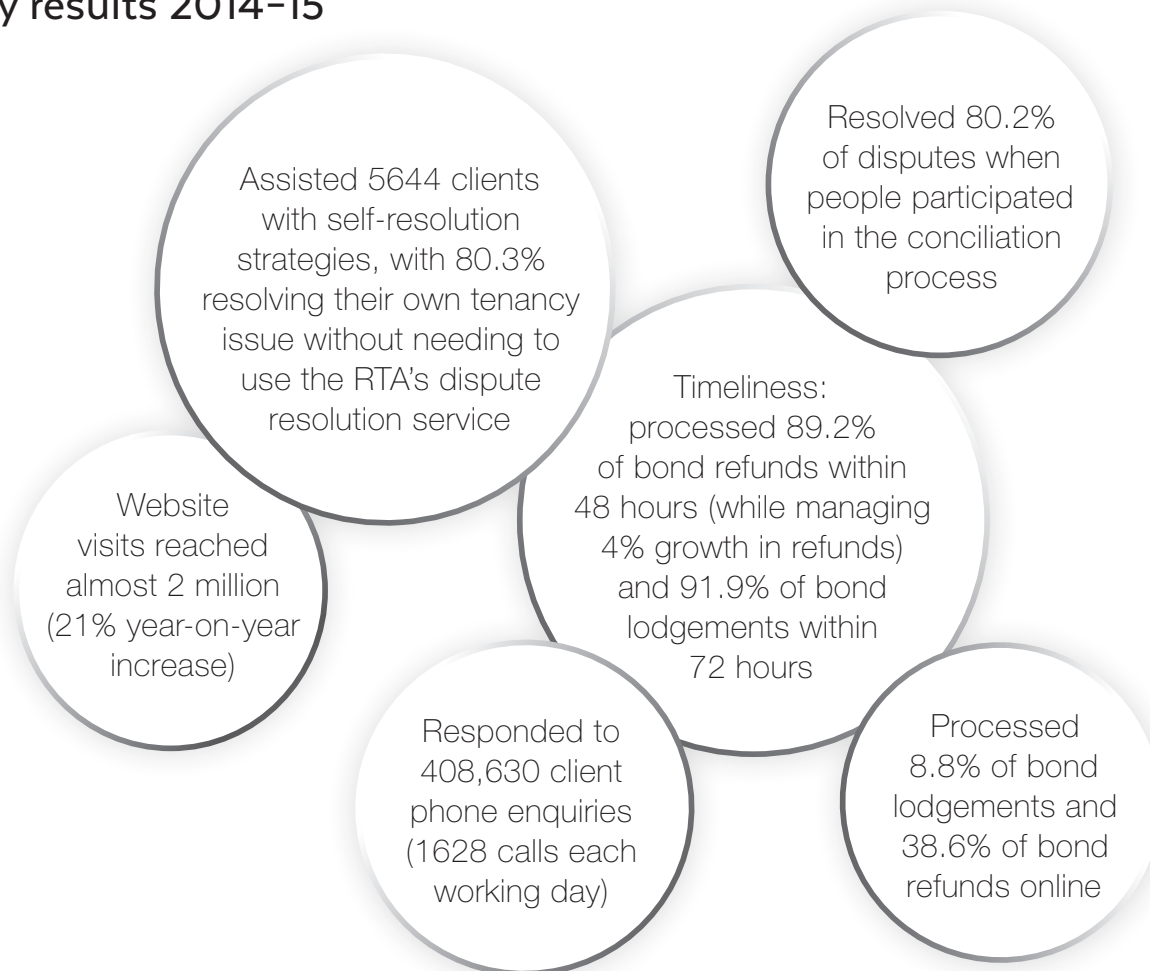 y results 2014–15
Assisted 5644 clients
with self-resolution
strategies, with 80.3%
resolving their own tenancy
issue without needing to
use the RTA’s dispute
resolution service
Resolved 80.2%
of disputes when
people participated
in the conciliation
process
Timeliness:
processed 89.2%
of bond refunds within
48 hours (while managing
4% growth in refunds)
and 91.9% of bond
lodgements within
72 hours
Website
visits reached
almost 2 million
(21% year-on-year
increase)
Responded to
408,630 client
phone enquiries
(1628 calls each
working day)
Processed
8.8% of bond
lodgements and
38.6% of bond
refunds online